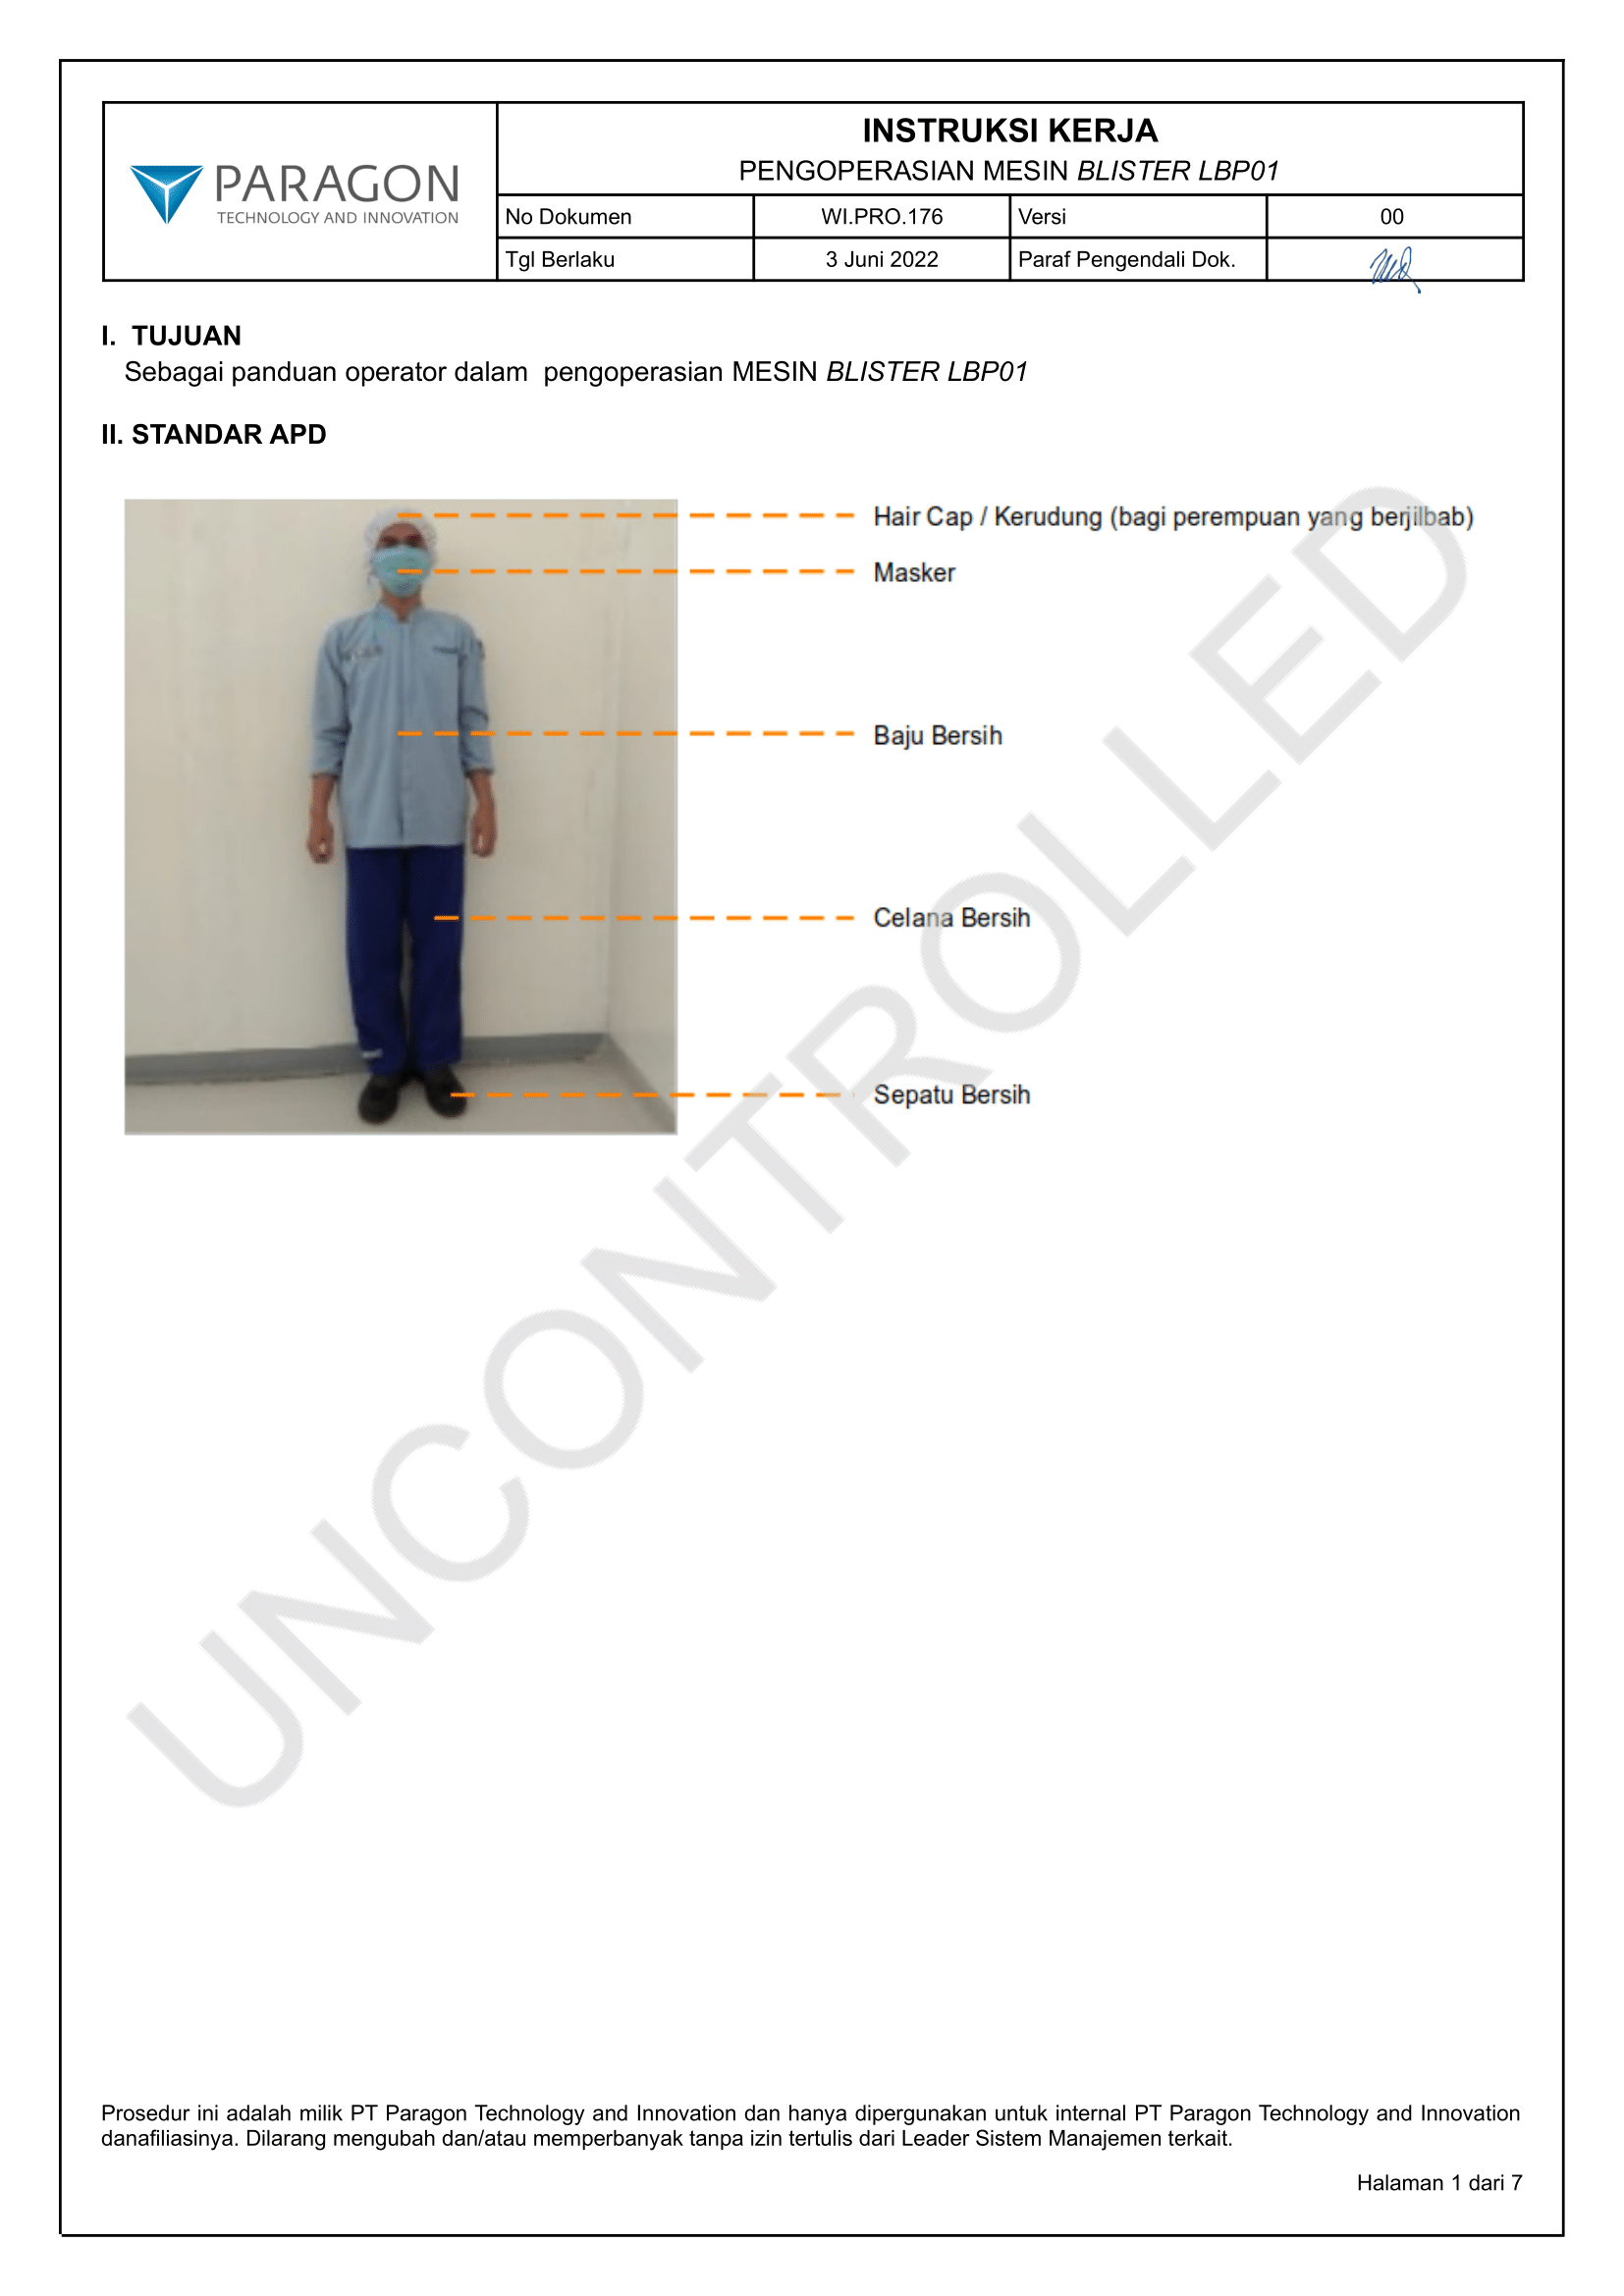 PARAGON
TECHNOLOGY AND INNOVATION
INSTRUKSI KERJA
PENGOPERASIAN MESIN BLISTER LBP01
No Dokumen WI.PRO.176 Versi 00
Tgl Berlaku 3 Juni 2022 Paraf Pengendali Dok.
I. TUJUAN
Sebagai panduan operator dalam pengoperasian MESIN BLISTER LBP01
II. STANDAR APD
Hair Cap / Kerudung (bagi perempuan yang berjilbab)
Masker
Baju Bersih
Celana Bersih
Sepatu Bersih
UNCONTROLLED
Prosedur ini adalah milik PT Paragon Technology and Innovation dan hanya dipergunakan untuk internal PT Paragon Technology and Innovation
danafiliasinya. Dilarang mengubah dan/atau memperbanyak tanpa izin tertulis dari Leader Sistem Manajemen terkait.
Halaman 1 dari 7